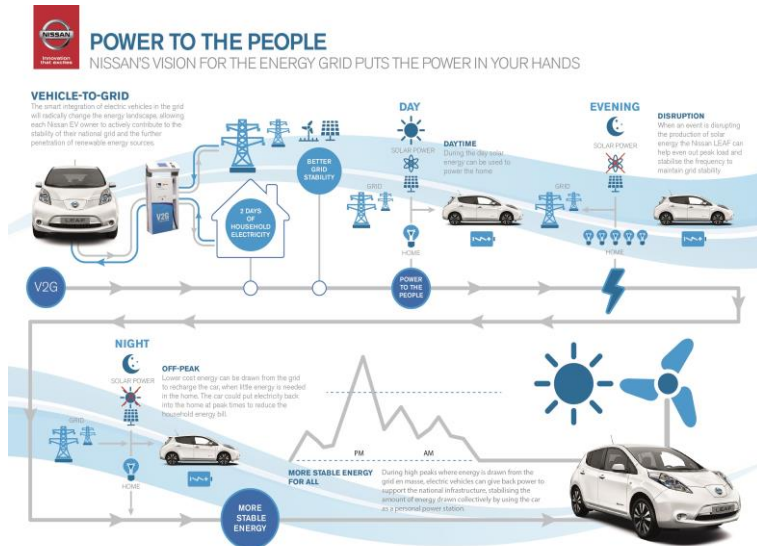 NISSAN
Innovation
that excites
POWER TO THE PEOPLE
NISSAN'S VISION FOR THE ENERGY GRID PUTS THE POWER IN YOUR HANDS
VEHICLE-TO-GRID
The smart integration of electric vehicles in the grid
will radically change the energy landscape, allowing
each Nissan EV owner to actively contribute to the
stability of their national grid and the further
penetration of renewable energy sources.
LEAF
V2G
2 DAYS
OF
HOUSEHOLD
ELECTRICITY
BETTER
GRID
STABILITY
DAY
SOLAR POWER
GRID
HOME
DAYTIME
During the day solar
energy can be used to
power the home
EVENING
SOLAR POWER
GRID
HOME
DISRUPTION
When an event is disrupting
the production of solar
energy the Nissan LEAF can
help even out peak load and
stabilise the frequency to
maintain grid stability
V2G
POWER
TO THE
PEOPLE
NIGHT
SOLAR POWER
GRID
HOME
OFF-PEAK
Lower cost energy can be drawn from the grid
to recharge the car, when little energy is needed
in the home. The car could put electricity back
into the home at peak times to reduce the
household energy bill.
PM
AM
MORE STABLE ENERGY
FOR ALL
During high peaks where energy is drawn from the
grid en masse, electric vehicles can give back power to
support the national infrastructure, stabilising the
amount of energy drawn collectively by using the car
as a personal power station.
MORE
STABLE
ENERGY
LEAF